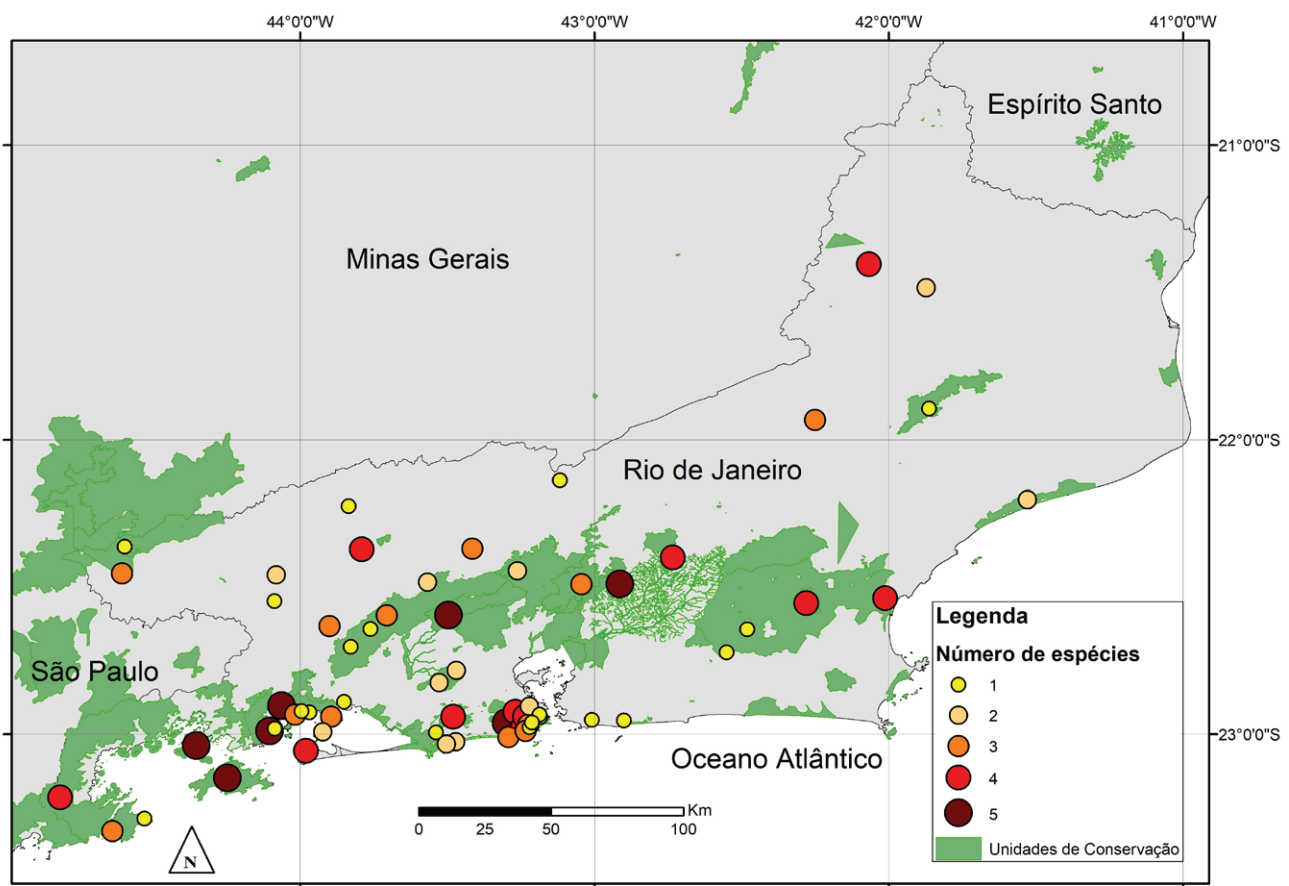 44°0'0"W
43°0'0"W
42°0'0"W
41°0'0"W
Espírito Santo
21°0'0"S
Minas Gerais
22°0'0"S
Rio de Janeiro
São Paulo
Legenda
Número de espécies
1
2
3
4
5
Unidades de Conservação
23°0'0"S
Oceano Atlântico
Km
0 25 50 100
N